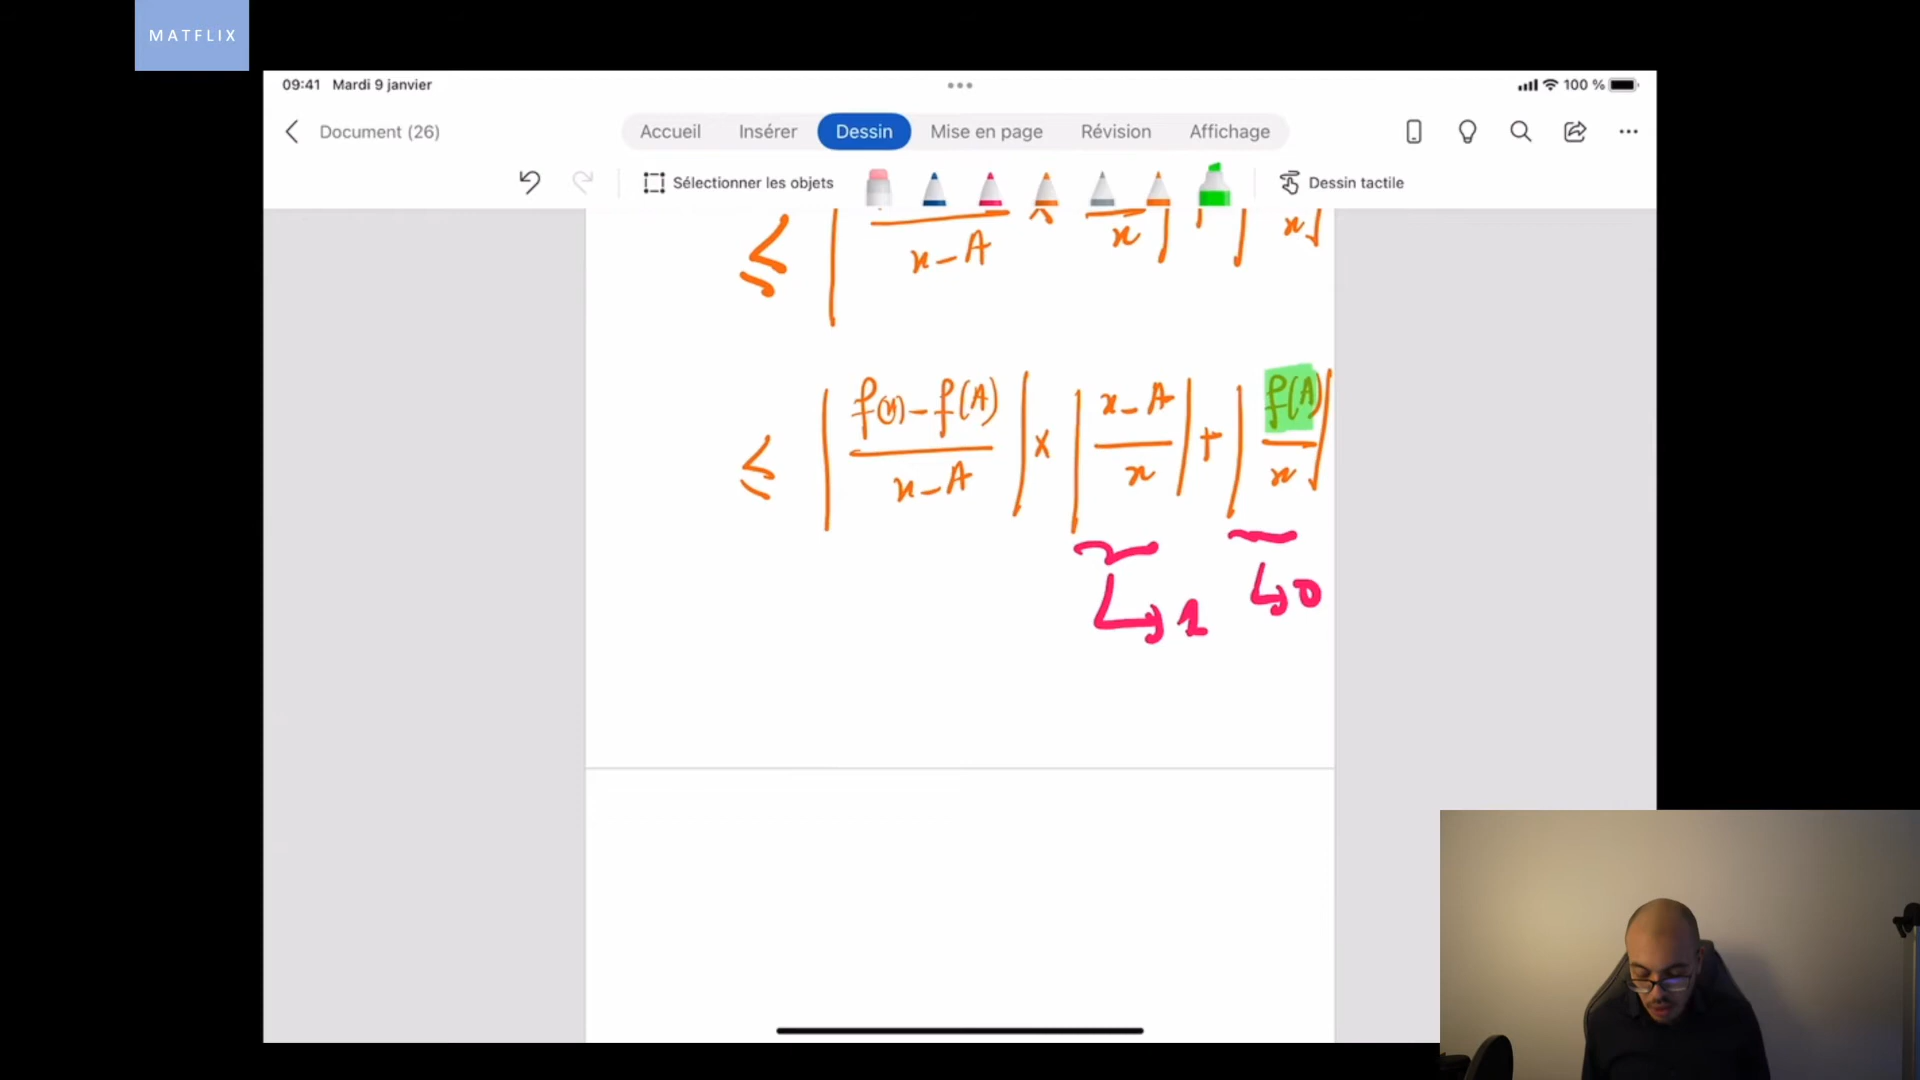 MATFLIX
09:41 Mardi 9 janvier 100 %
Document (26) Accueil Insérer Dessin Mise en page Révision Affichage
Sélectionner les objets Dessin tactile
≤ | x-A × x | + | x |
≤ | f(x)-f(A) / x-A | × | x-A / x | + | f(A) / x |
↳ 1 ↳ 0